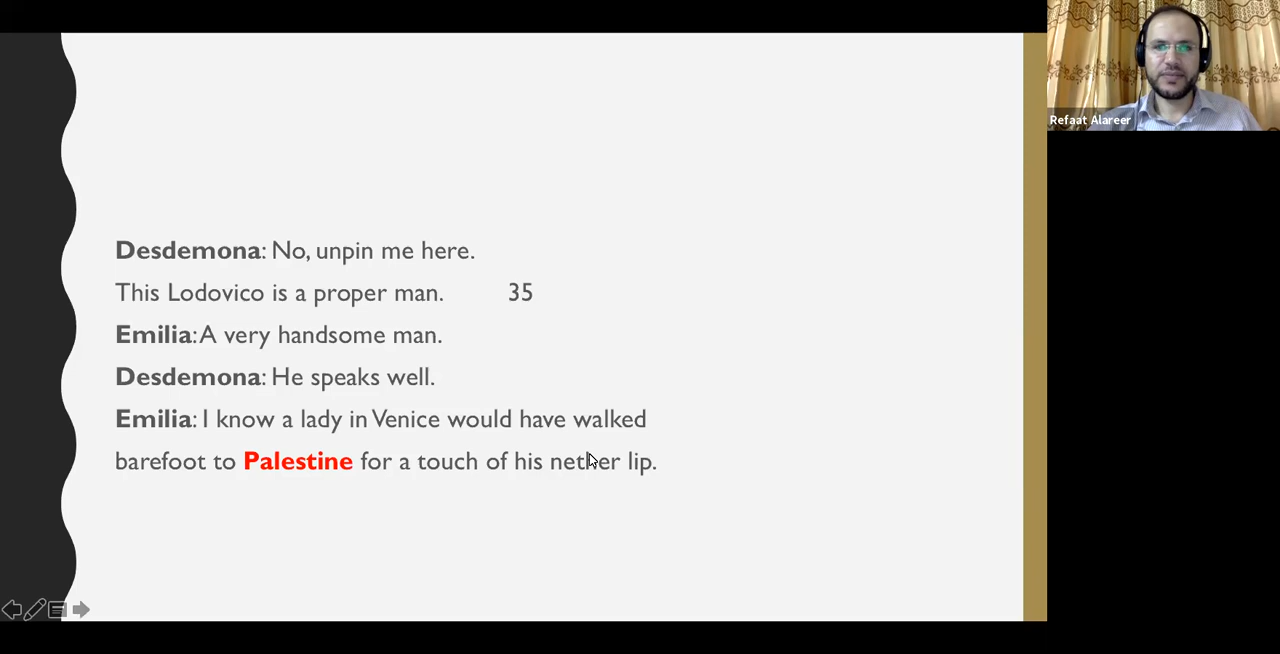 Desdemona: No, unpin me here.
This Lodovico is a proper man. 35
Emilia: A very handsome man.
Desdemona: He speaks well.
Emilia: I know a lady in Venice would have walked
barefoot to Palestine for a touch of his nether lip.
Refaat Alareer